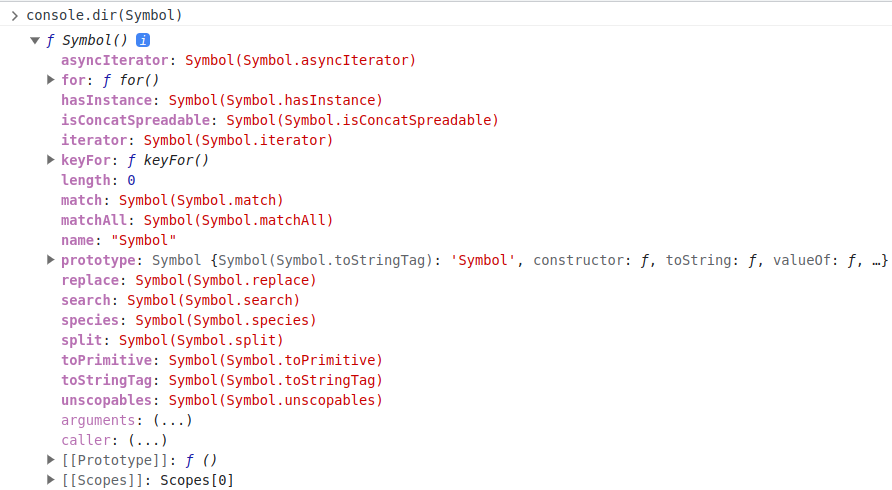 console.dir(Symbol)
ƒ Symbol() i
asyncIterator: Symbol(Symbol.asyncIterator)
for: ƒ for()
hasInstance: Symbol(Symbol.hasInstance)
isConcatSpreadable: Symbol(Symbol.isConcatSpreadable)
iterator: Symbol(Symbol.iterator)
keyFor: ƒ keyFor()
length: 0
match: Symbol(Symbol.match)
matchAll: Symbol(Symbol.matchAll)
name: "Symbol"
prototype: Symbol {Symbol(Symbol.toStringTag): 'Symbol', constructor: ƒ, toString: ƒ, valueOf: ƒ, …}
replace: Symbol(Symbol.replace)
search: Symbol(Symbol.search)
species: Symbol(Symbol.species)
split: Symbol(Symbol.split)
toPrimitive: Symbol(Symbol.toPrimitive)
toStringTag: Symbol(Symbol.toStringTag)
unscopables: Symbol(Symbol.unscopables)
arguments: (...)
caller: (...)
[[Prototype]]: ƒ ()
[[Scopes]]: Scopes[0]